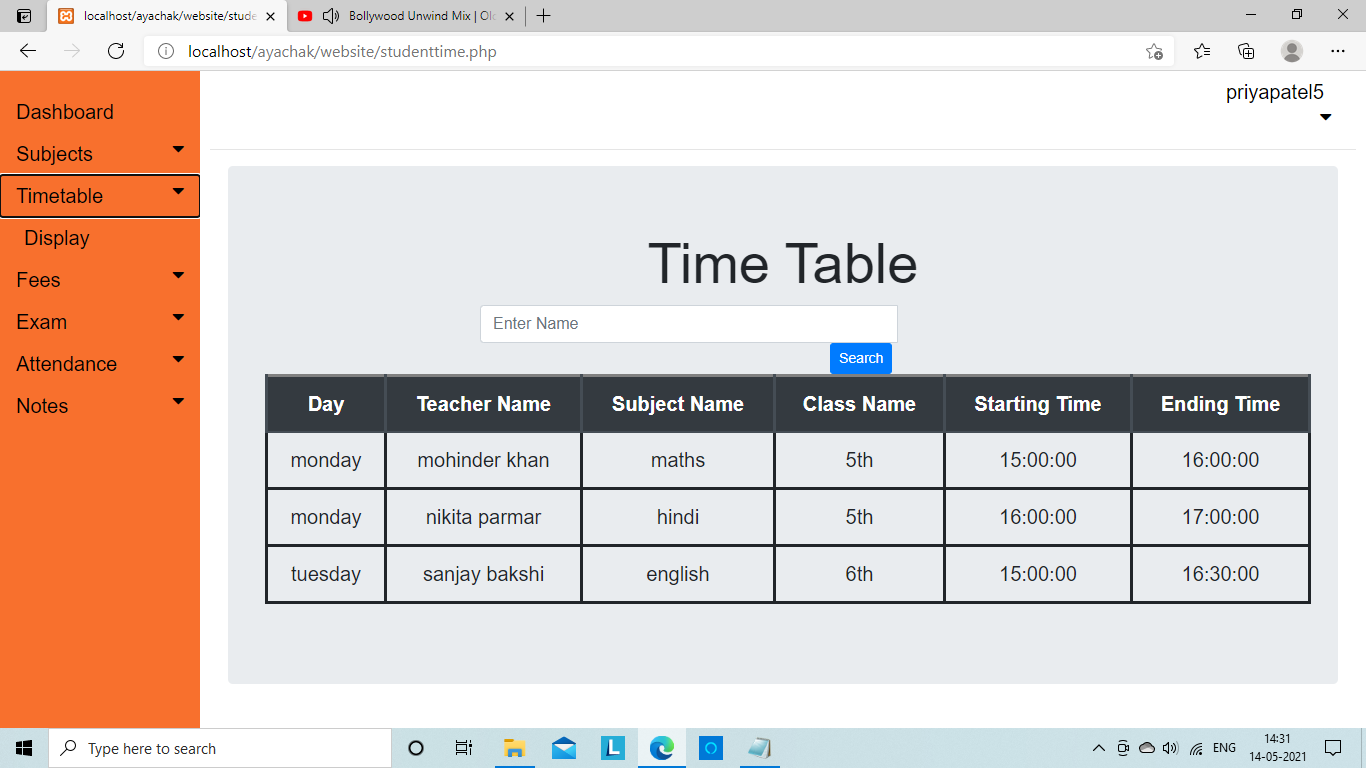 localhost/ayachak/website/stude
Bollywood Unwind Mix | Old
localhost/ayachak/website/studenttime.php
priyapatel5
Dashboard
Subjects
Timetable
Display
Fees
Exam
Attendance
Notes
Time Table
Enter Name
Search
Day Teacher Name Subject Name Class Name Starting Time Ending Time
monday mohinder khan maths 5th 15:00:00 16:00:00
monday nikita parmar hindi 5th 16:00:00 17:00:00
tuesday sanjay bakshi english 6th 15:00:00 16:30:00
Type here to search
L
ENG
14:31
14-05-2021